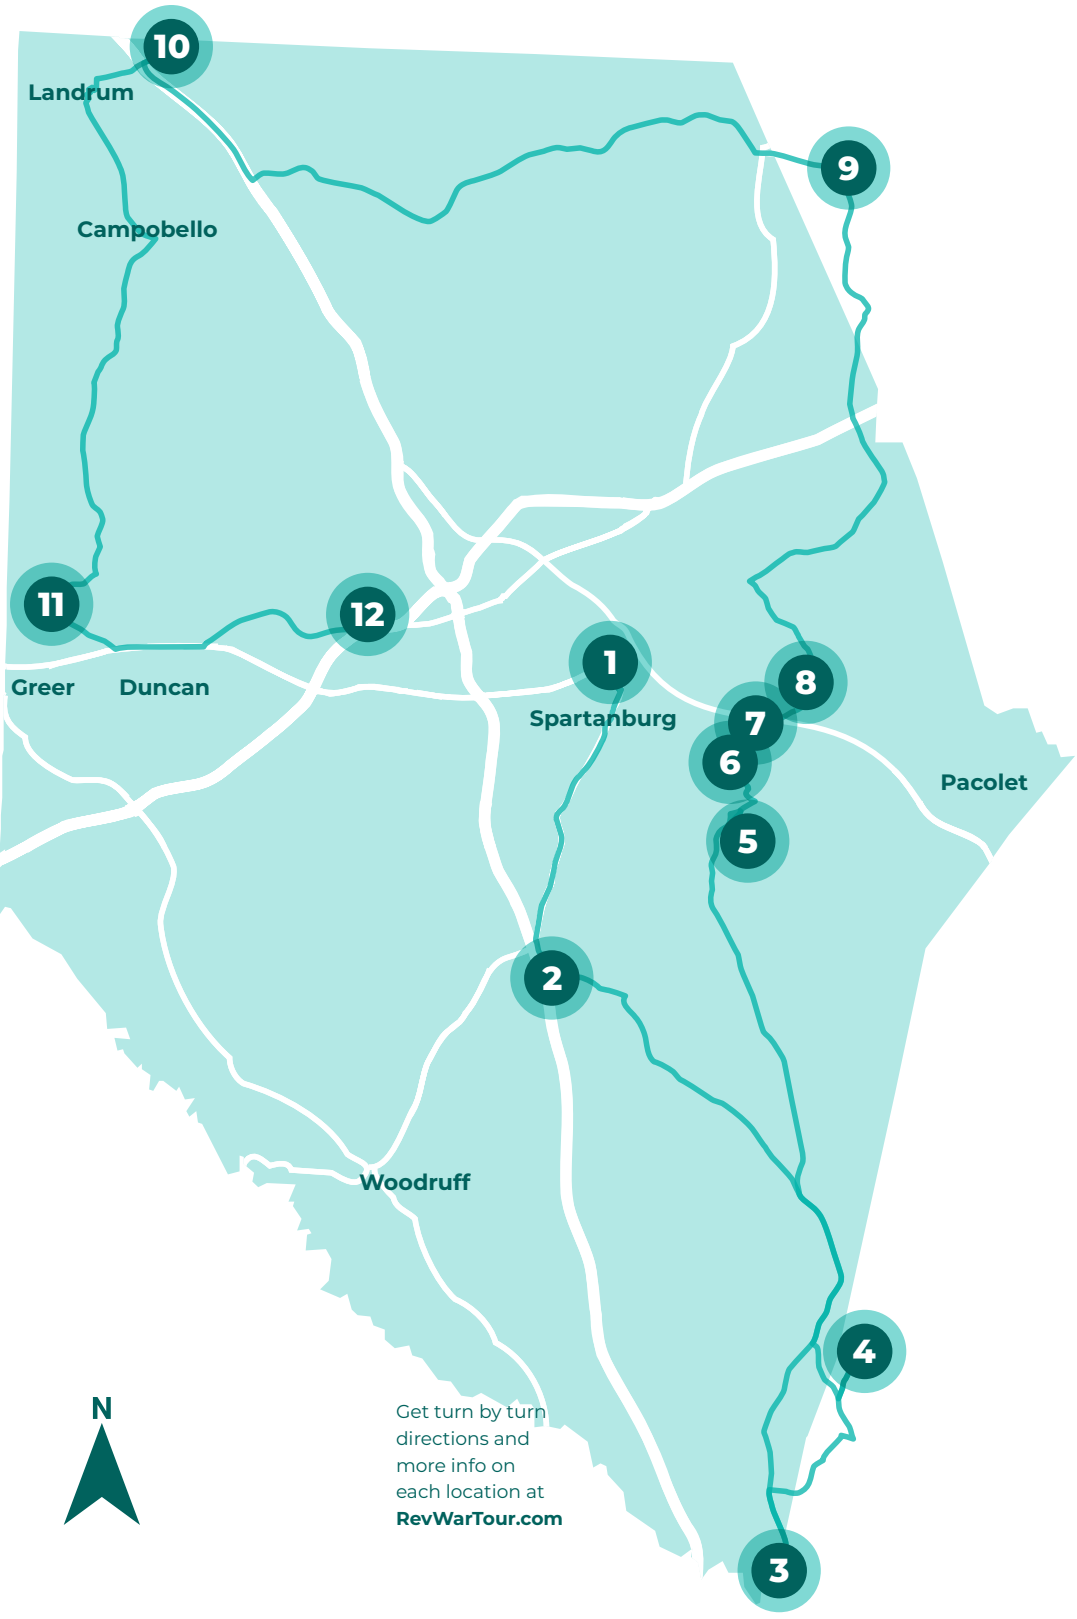 10
Landrum
9
Campobello
11
12
1
8
Greer
Duncan
Spartanburg
7
6
Pacolet
5
2
Woodruff
4
N
Get turn by turn
directions and
more info on
each location at
RevWarTour.com
3